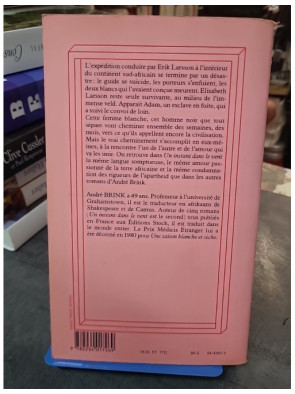 L'expédition conduite par Erik Larsson à l'intérieur
du continent sud-africain se termine par un désas-
tre : le guide se suicide, les porteurs s'enfuient, les
deux blancs qui l'avaient conçue meurent. Elisabeth
Larsson reste seule survivante, au milieu de l'im-
mense veld. Apparaît Adam, un esclave en fuite, qui
a suivi le convoi de loin.
Cette femme blanche, cet homme noir que tout
sépare vont cheminer ensemble des semaines, des
mois, vers ce qu'ils appellent encore la civilisation.
Mais le vrai cheminement s'accomplit en eux-mê-
mes, à la rencontre l'un de l'autre et de l'amour qui
va les unir. On retrouve dans Un instant dans le vent
la même langue somptueuse, le même amour pas-
sionné de la terre africaine et la même condamna-
tion des rigueurs de l'apartheid que dans les autres
romans d'André Brink.
André BRINK a 49 ans. Professeur à l'université de
Grahamstown, il est le traducteur en afrikaans de
Shakespeare et de Camus. Auteur de cinq romans
(Un instant dans le vent est le second) tous publiés
en France aux Éditions Stock, il est traduit dans
le monde entier. Le Prix Médicis Étranger lui a
été décerné en 1980 pour Une saison blanche et sèche.
Clive Cussler